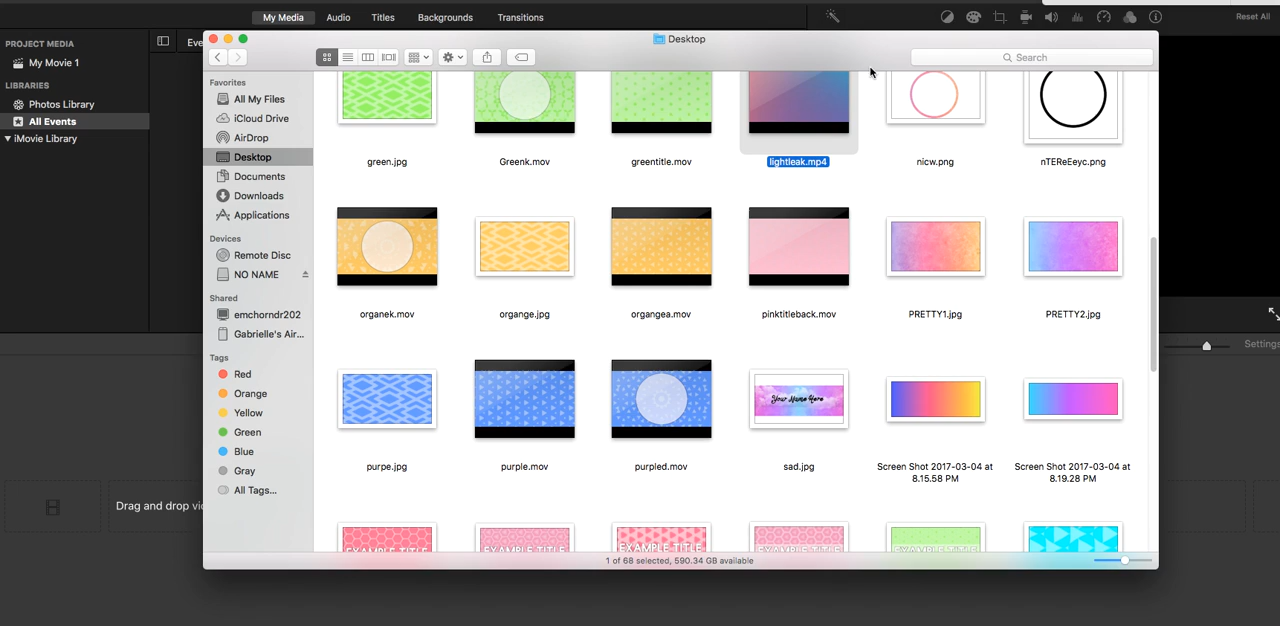 My Media
Audio
Titles
Backgrounds
Transitions
Reset All
PROJECT MEDIA
My Movie 1
LIBRARIES
Photos Library
All Events
iMovie Library
Eve
Desktop
Search
Favorites
All My Files
iCloud Drive
AirDrop
Desktop
Documents
Downloads
Applications
Devices
Remote Disc
NO NAME
Shared
emchorndr202
Gabrielle's Air...
Tags
Red
Orange
Yellow
Green
Blue
Gray
All Tags...
green.jpg
Greenk.mov
greentitle.mov
lightleak.mp4
nicw.png
nTEReEeyc.png
organek.mov
organge.jpg
organgea.mov
pinktitleback.mov
PRETTY1.jpg
PRETTY2.jpg
Your Name Here
purpe.jpg
purple.mov
purpled.mov
sad.jpg
Screen Shot 2017-03-04 at
8.15.58 PM
Screen Shot 2017-03-04 at
8.19.28 PM
EXAMPLE TITLE
EXAMPLE TITLE
EXAMPLE TITLE
EXAMPLE TITLE
EXAMPLE TITLE
1 of 68 selected, 590.34 GB available
Settings
Drag and drop vi